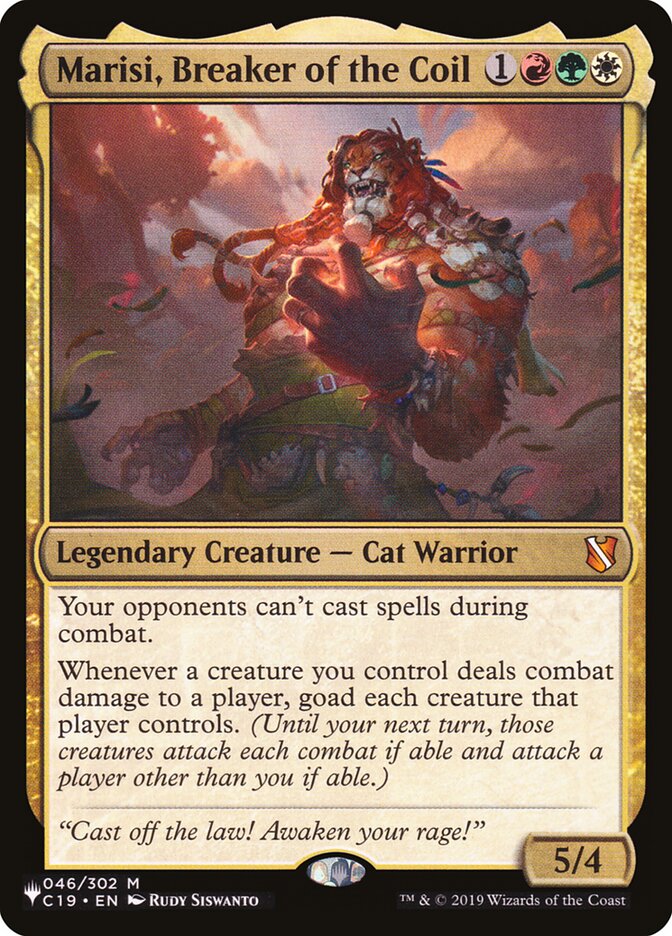 Marisi, Breaker of the Coil 1
Legendary Creature — Cat Warrior
Your opponents can't cast spells during
combat.
Whenever a creature you control deals combat
damage to a player, goad each creature that
player controls. (Until your next turn, those
creatures attack each combat if able and attack a
player other than you if able.)
“Cast off the law! Awaken your rage!”
5/4
046/302 M
C19 • EN Rudy Siswanto
™ & © 2019 Wizards of the Coast